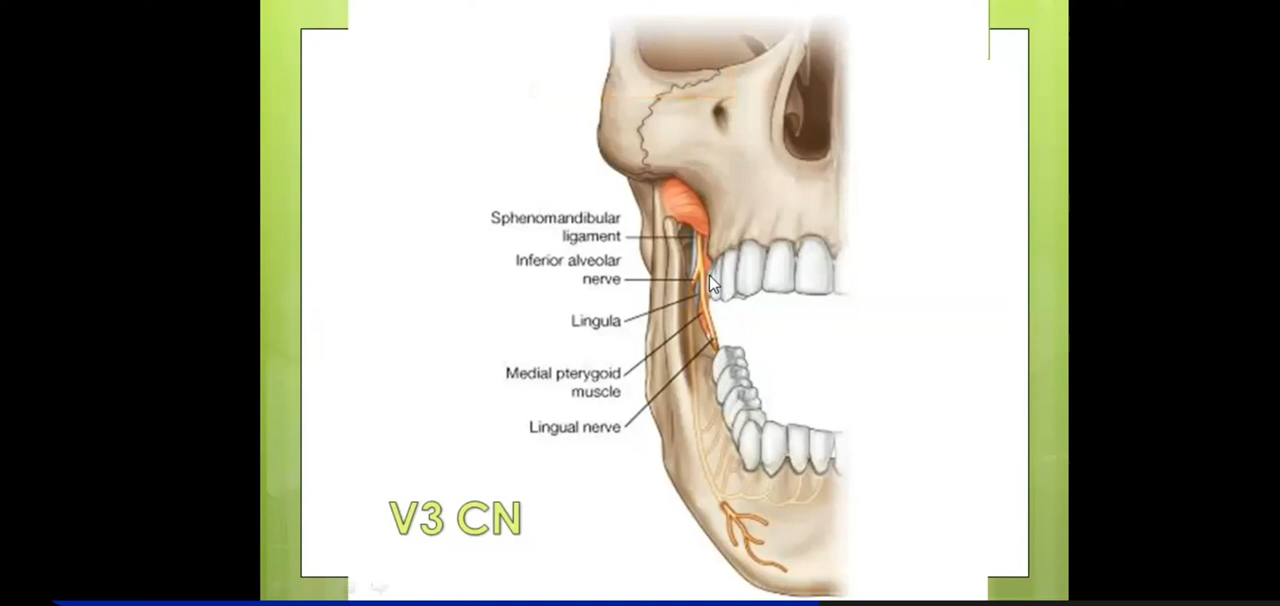 Sphenomandibular
ligament
Inferior alveolar
nerve
Lingula
Medial pterygoid
muscle
Lingual nerve
V3 CN